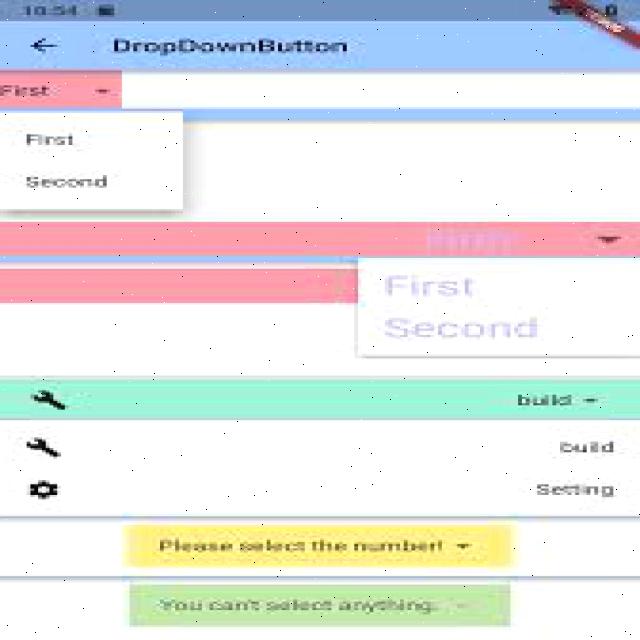 10:54
DropDownButton
First
First
Second
First
Second
build
build
Setting
Please select the number!
You can't select anything.